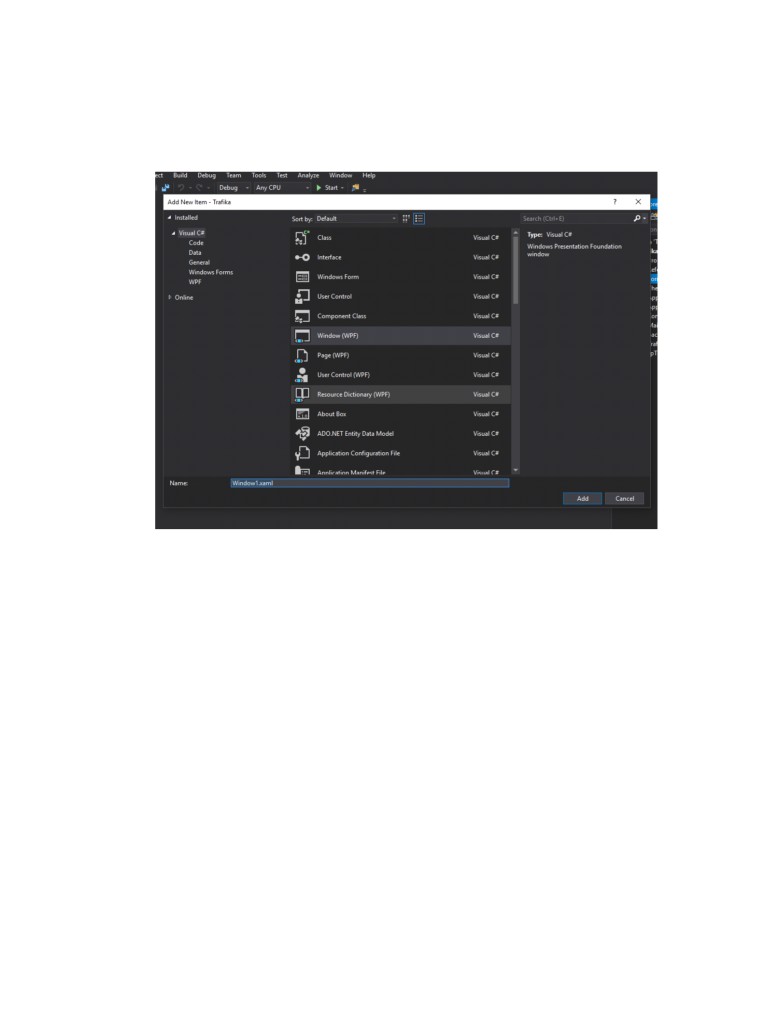 ect Build Debug Team Tools Test Analyze Window Help
Debug Any CPU Start
Add New Item - Trafika ? ✕
Installed
Visual C#
Code
Data
General
Windows Forms
WPF
Online
Sort by: Default
Class Visual C#
Interface Visual C#
Windows Form Visual C#
User Control Visual C#
Component Class Visual C#
Window (WPF) Visual C#
Page (WPF) Visual C#
User Control (WPF) Visual C#
Resource Dictionary (WPF) Visual C#
About Box Visual C#
ADO.NET Entity Data Model Visual C#
Application Configuration File Visual C#
Application Manifest File Visual C#
Search (Ctrl+E)
Type: Visual C#
Windows Presentation Foundation
window
Name: Window1.xaml
Add Cancel